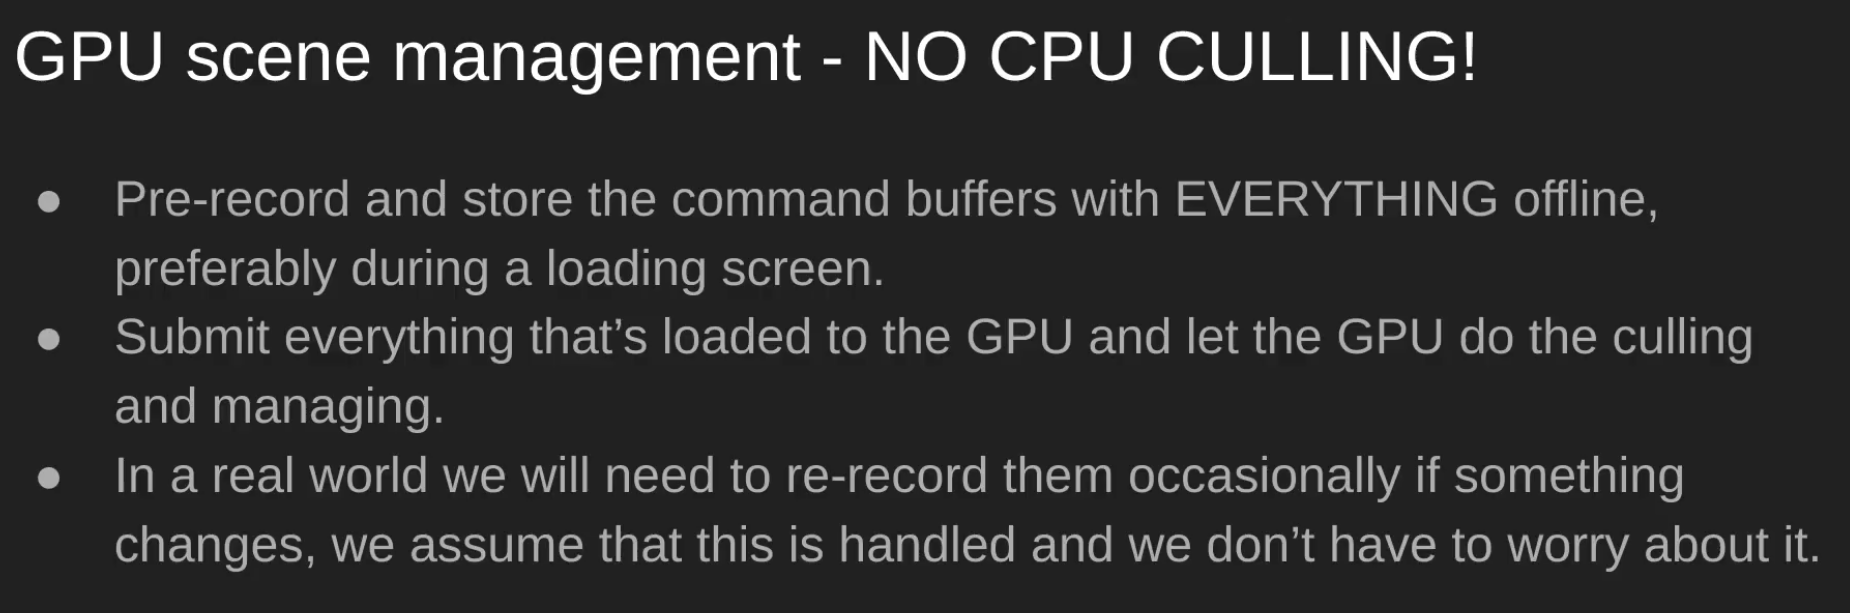 GPU scene management - NO CPU CULLING!
● Pre-record and store the command buffers with EVERYTHING offline,
preferably during a loading screen.
● Submit everything that’s loaded to the GPU and let the GPU do the culling
and managing.
● In a real world we will need to re-record them occasionally if something
changes, we assume that this is handled and we don’t have to worry about it.